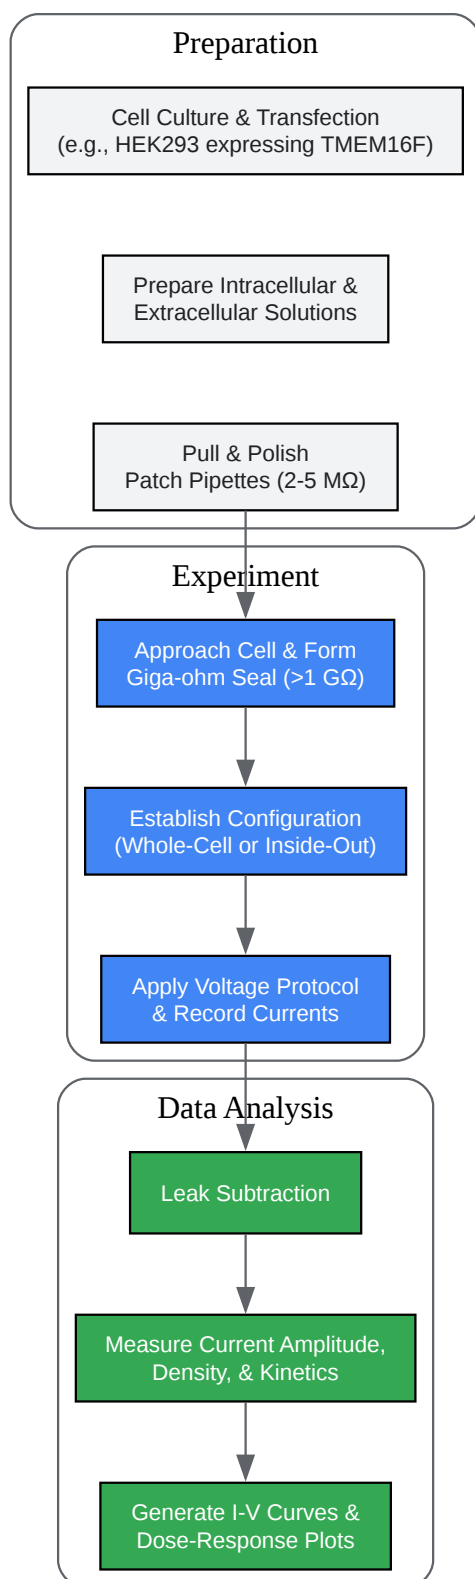 Preparation
Cell Culture & Transfection
(e.g., HEK293 expressing TMEM16F)
Prepare Intracellular &
Extracellular Solutions
Pull & Polish
Patch Pipettes (2-5 MΩ)
Experiment
Approach Cell & Form
Giga-ohm Seal (>1 GΩ)
Establish Configuration
(Whole-Cell or Inside-Out)
Apply Voltage Protocol
& Record Currents
Data Analysis
Leak Subtraction
Measure Current Amplitude,
Density, & Kinetics
Generate I-V Curves &
Dose-Response Plots